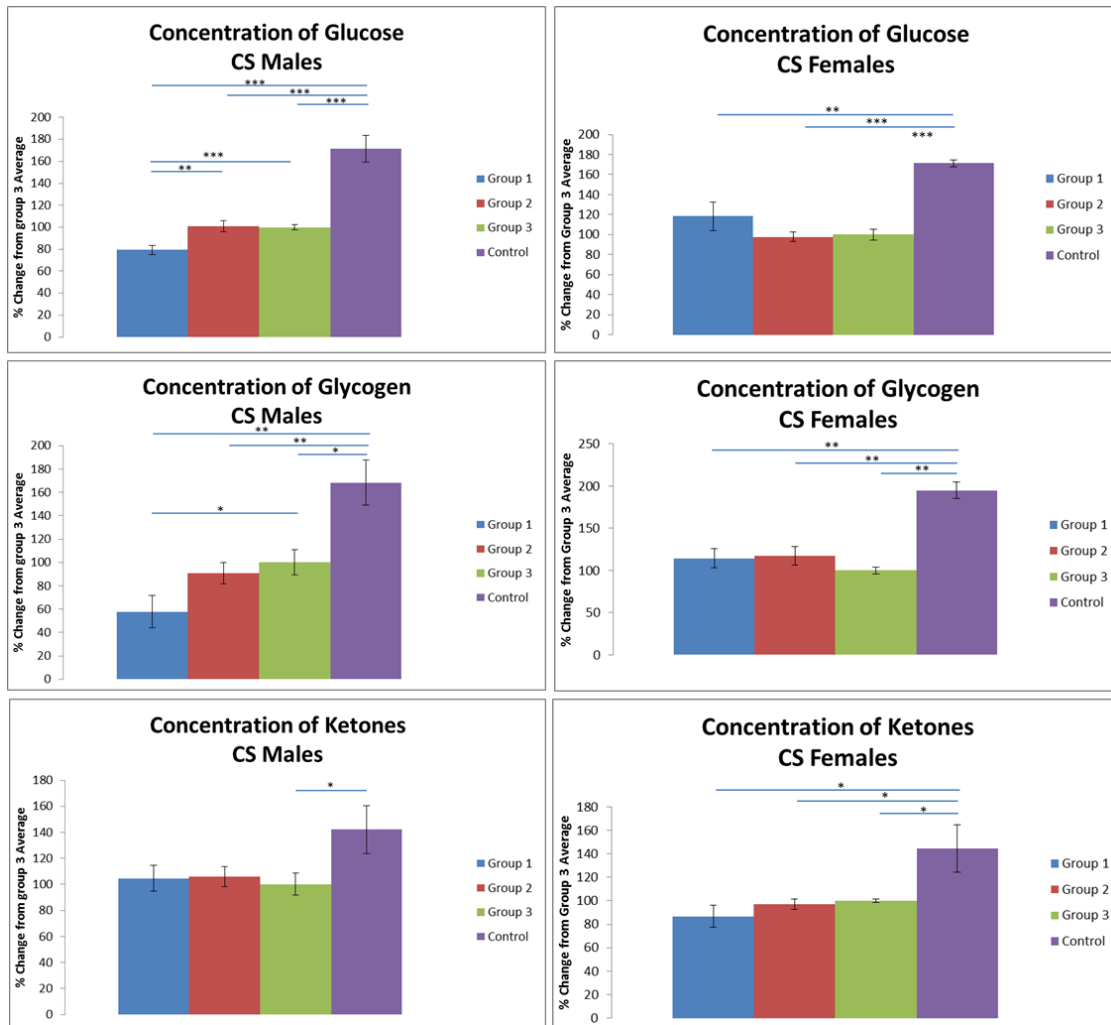 Concentration of Glucose
CS Males
***
***
***
***
**
% Change from group 3 Average
200
180
160
140
120
100
80
60
40
20
0
Group 1
Group 2
Group 3
Control
Concentration of Glucose
CS Females
**
***
***
% Change from Group 3 Average
200
180
160
140
120
100
80
60
40
20
0
Group 1
Group 2
Group 3
Control
Concentration of Glycogen
CS Males
**
**
*
*
% Change from group 3 Average
200
180
160
140
120
100
80
60
40
20
0
Group 1
Group 2
Group 3
Control
Concentration of Glycogen
CS Females
**
**
**
% Change from Group 3 Average
250
200
150
100
50
0
Group 1
Group 2
Group 3
Control
Concentration of Ketones
CS Males
*
% Change from group 3 Average
180
160
140
120
100
80
60
40
20
0
Group 1
Group 2
Group 3
Control
Concentration of Ketones
CS Females
*
*
*
% Change from Group 3 Average
180
160
140
120
100
80
60
40
20
0
Group 1
Group 2
Group 3
Control